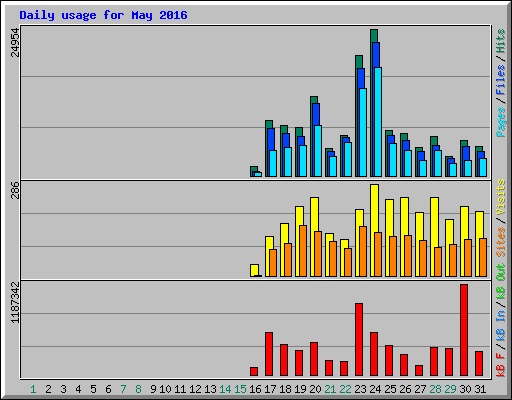 Daily usage for May 2016
24954
Pages / Files / Hits
286
Sites / Visits
1187342
kB F / kB In / kB Out
1 2 3 4 5 6 7 8 9 10 11 12 13 14 15 16 17 18 19 20 21 22 23 24 25 26 27 28 29 30 31